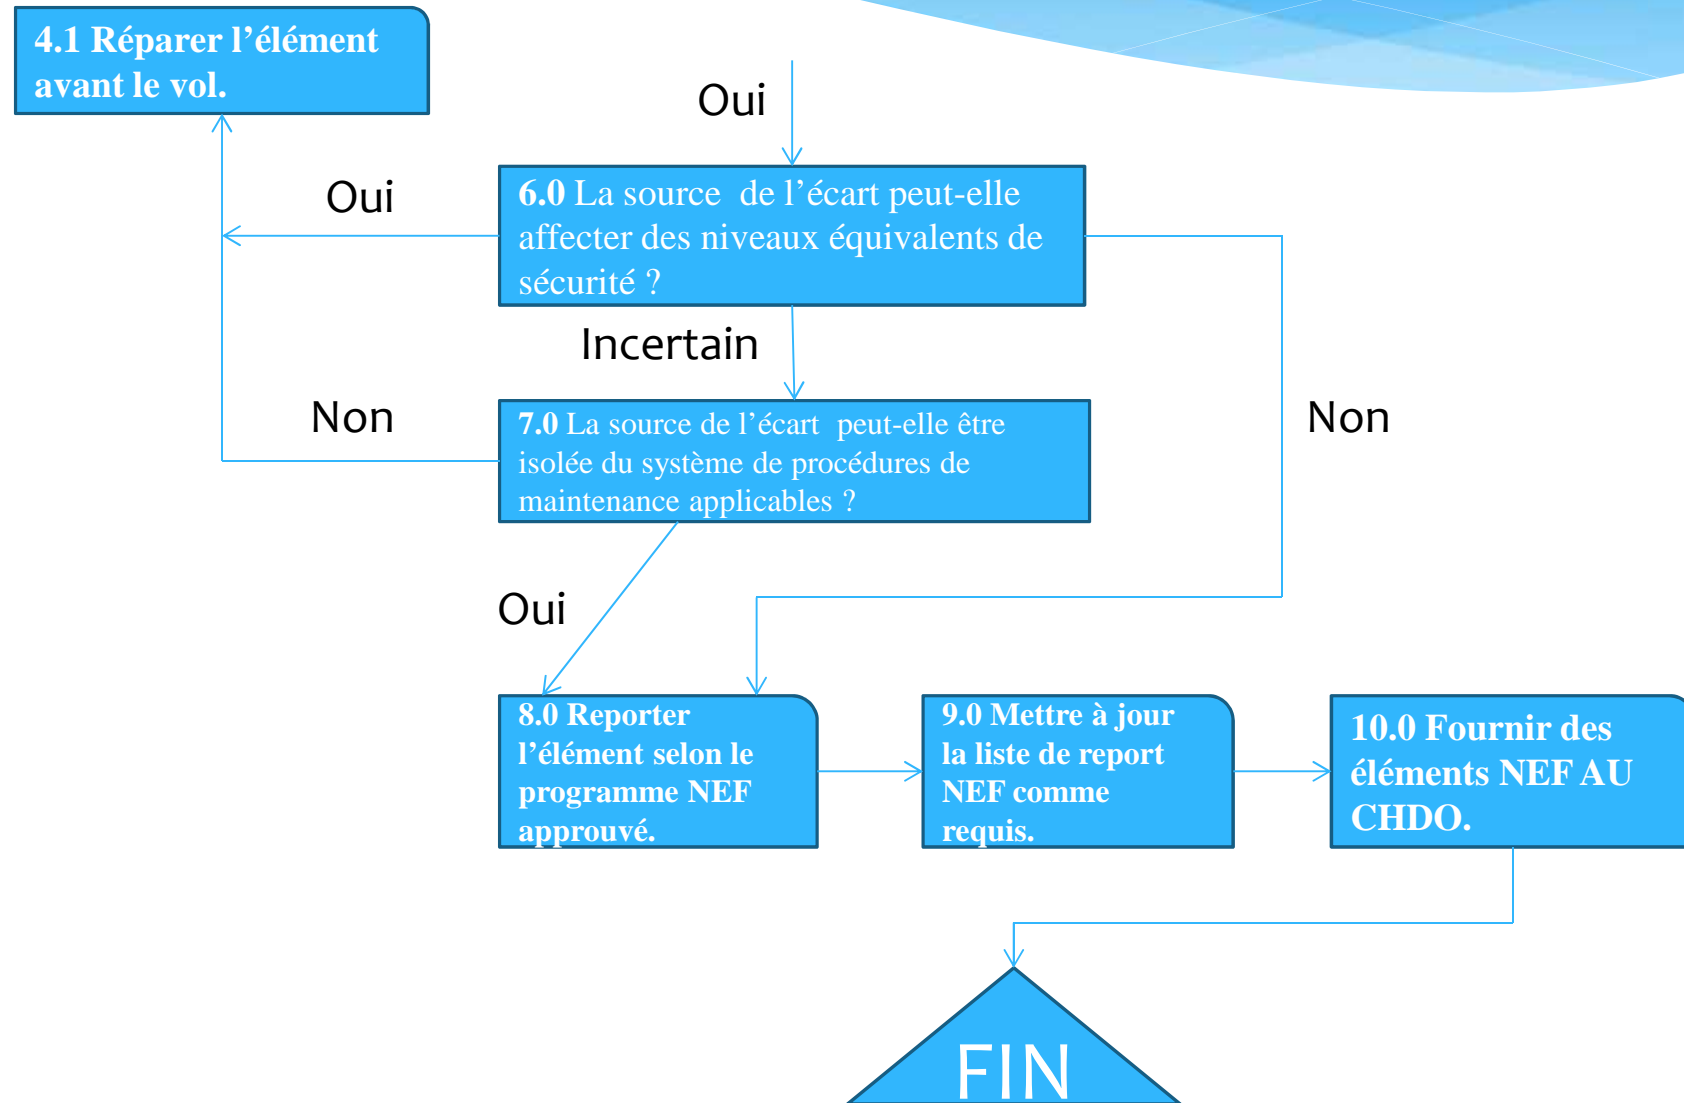 4.1 Réparer l’élément
avant le vol.
Oui
Oui
6.0 La source  de l’écart peut-elle
affecter des niveaux équivalents de
sécurité ?
Incertain
Non
Non
7.0 La source de l’écart  peut-elle être
isolée du système de procédures de
maintenance applicables ?
Oui
8.0 Reporter
l’élément selon le
programme NEF
approuvé.
9.0 Mettre à jour
la liste de report
NEF comme
requis.
10.0 Fournir des
éléments NEF AU
CHDO.
FIN